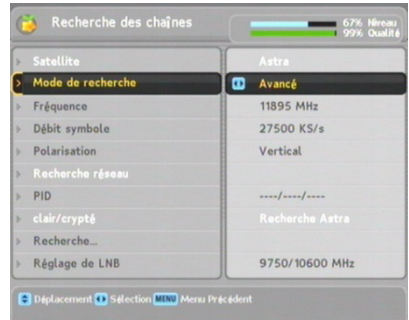 Recherche des chaînes
67% Niveau
99% Qualité
Satellite Astra
Mode de recherche Avancé
Fréquence 11895 MHz
Débit symbole 27500 KS/s
Polarisation Vertical
Recherche réseau
PID ----/----/----
clair/crypté Recherche Astra
Recherche...
Réglage de LNB 9750/10600 MHz
Déplacement Sélection MENU Menu Précédent